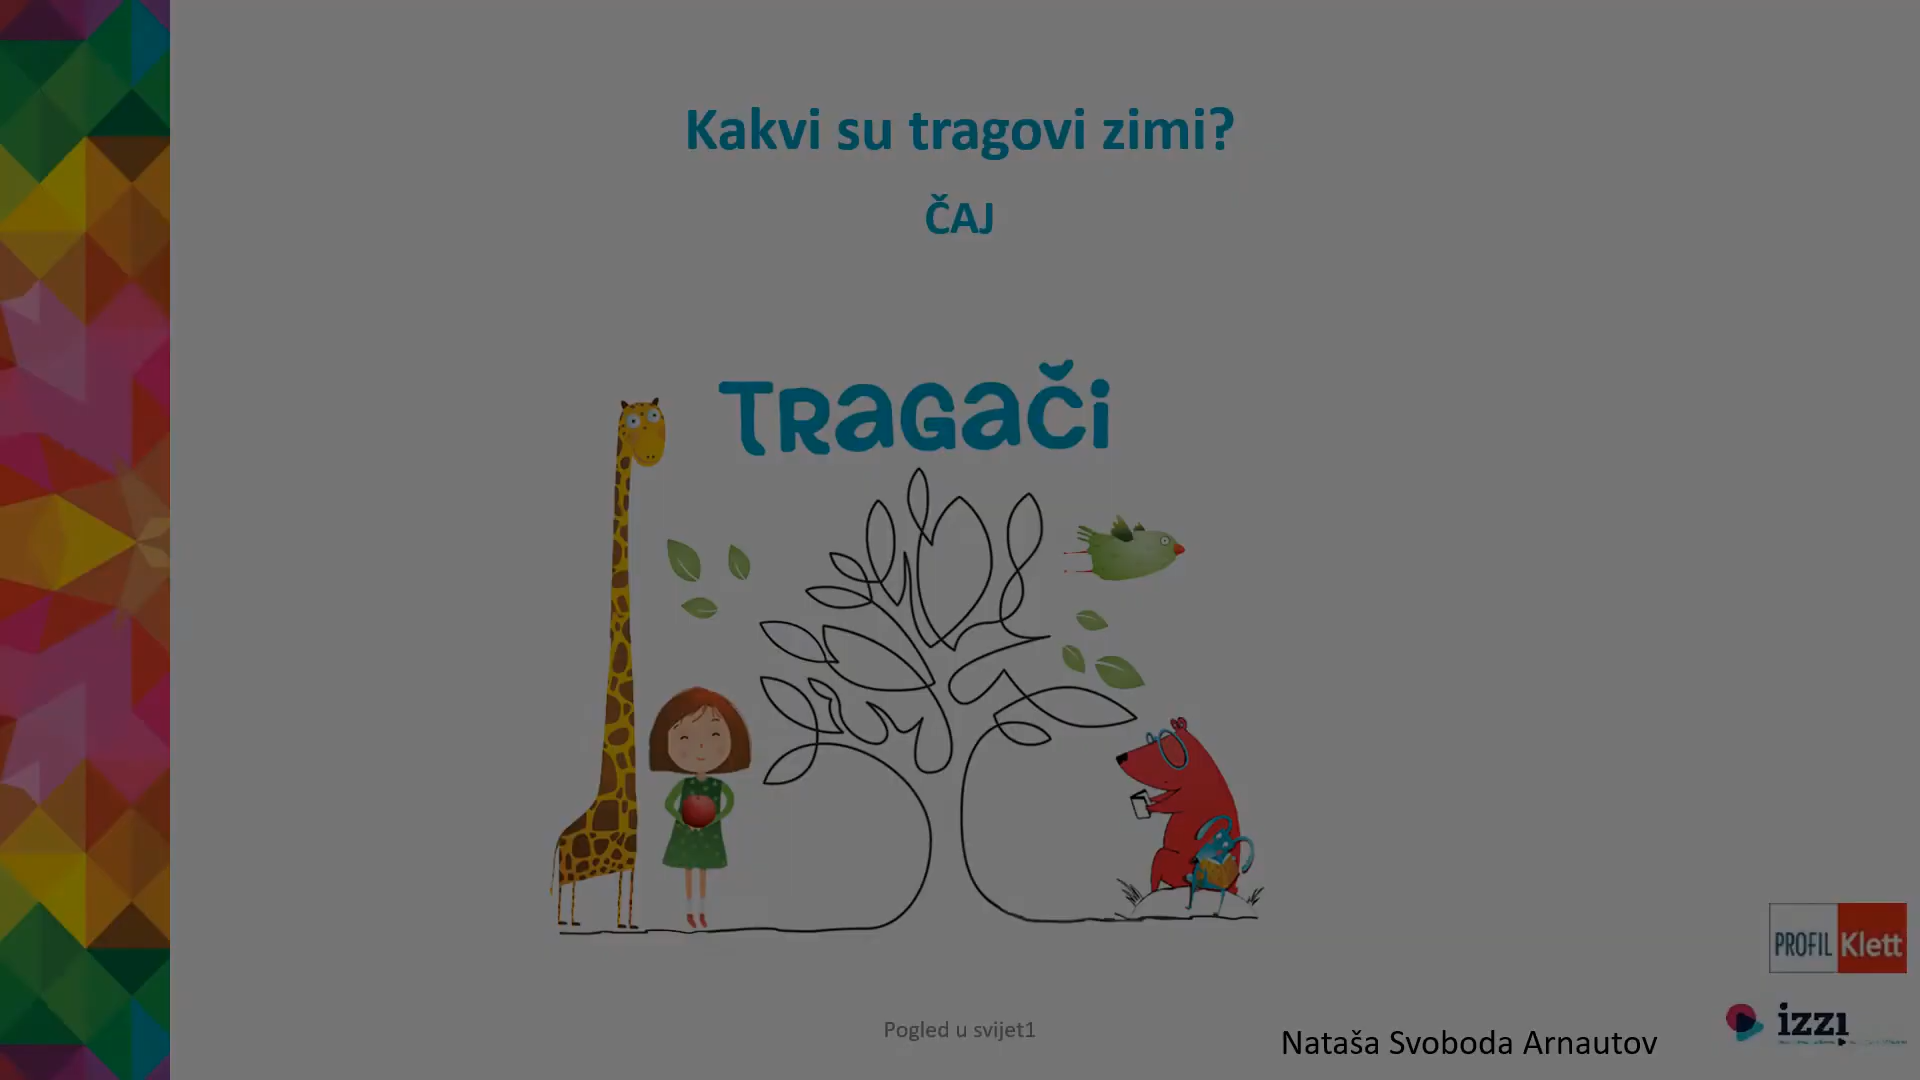 Kakvi su tragovi zimi?
ČAJ
TRAGAČI
PROFIL Klett
izzi
Pogled u svijet1
Nataša Svoboda Arnautov